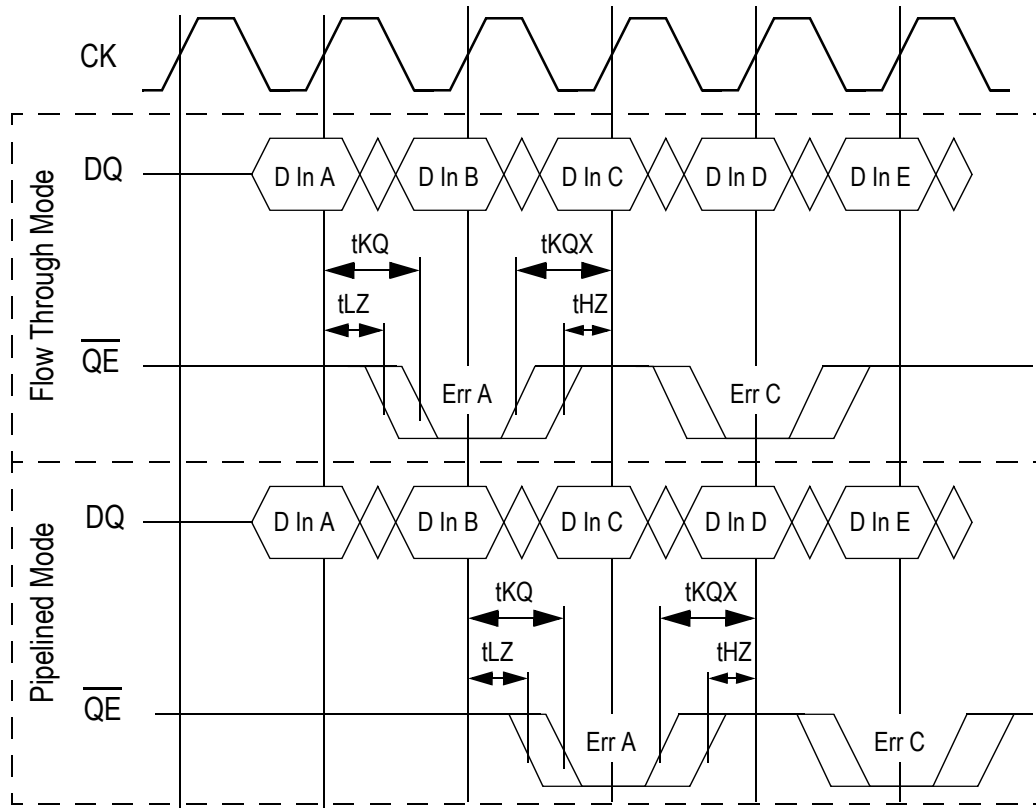 CK
Flow Through Mode
DQ
D In A D In B D In C D In D D In E
tKQ tKQX
tLZ tHZ
QE
Err A Err C
Pipelined Mode
DQ
D In A D In B D In C D In D D In E
tKQ tKQX
tLZ tHZ
QE
Err A Err C